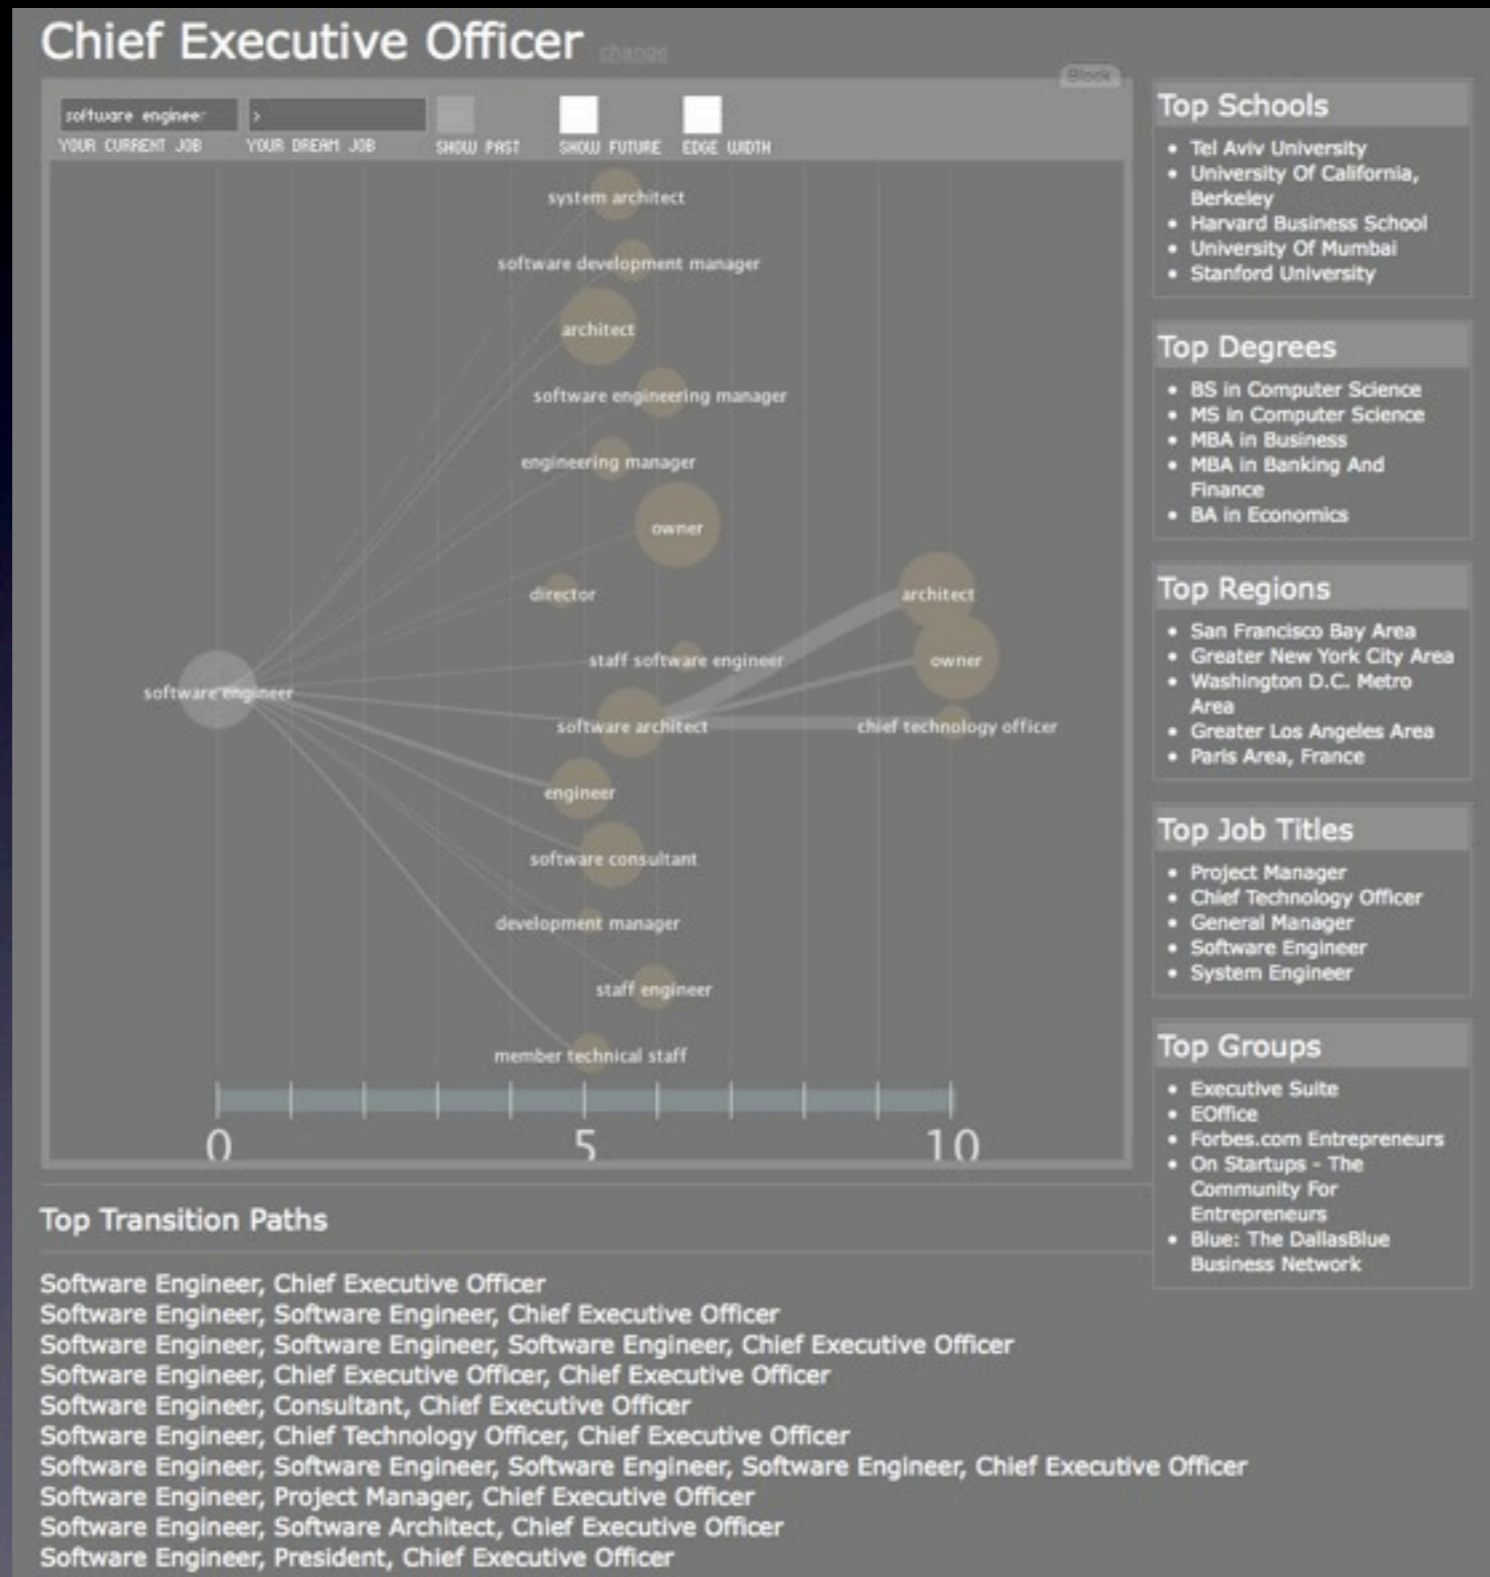 Chief Executive Officer change
Block
software engineer >
YOUR CURRENT JOB YOUR DREAM JOB SHOW PAST SHOW FUTURE EDGE WIDTH
system architect
software development manager
architect
software engineering manager
engineering manager
owner
director
architect
staff software engineer
owner
software engineer
software architect
chief technology officer
engineer
software consultant
development manager
staff engineer
member technical staff
0 5 10
Top Schools
• Tel Aviv University
• University Of California,
Berkeley
• Harvard Business School
• University Of Mumbai
• Stanford University
Top Degrees
• BS in Computer Science
• MS in Computer Science
• MBA in Business
• MBA in Banking And
Finance
• BA in Economics
Top Regions
• San Francisco Bay Area
• Greater New York City Area
• Washington D.C. Metro
Area
• Greater Los Angeles Area
• Paris Area, France
Top Job Titles
• Project Manager
• Chief Technology Officer
• General Manager
• Software Engineer
• System Engineer
Top Groups
• Executive Suite
• EOffice
• Forbes.com Entrepreneurs
• On Startups - The
Community For
Entrepreneurs
• Blue: The DallasBlue
Business Network
Top Transition Paths
Software Engineer, Chief Executive Officer
Software Engineer, Software Engineer, Chief Executive Officer
Software Engineer, Software Engineer, Software Engineer, Chief Executive Officer
Software Engineer, Chief Executive Officer, Chief Executive Officer
Software Engineer, Consultant, Chief Executive Officer
Software Engineer, Chief Technology Officer, Chief Executive Officer
Software Engineer, Software Engineer, Software Engineer, Software Engineer, Chief Executive Officer
Software Engineer, Project Manager, Chief Executive Officer
Software Engineer, Software Architect, Chief Executive Officer
Software Engineer, President, Chief Executive Officer